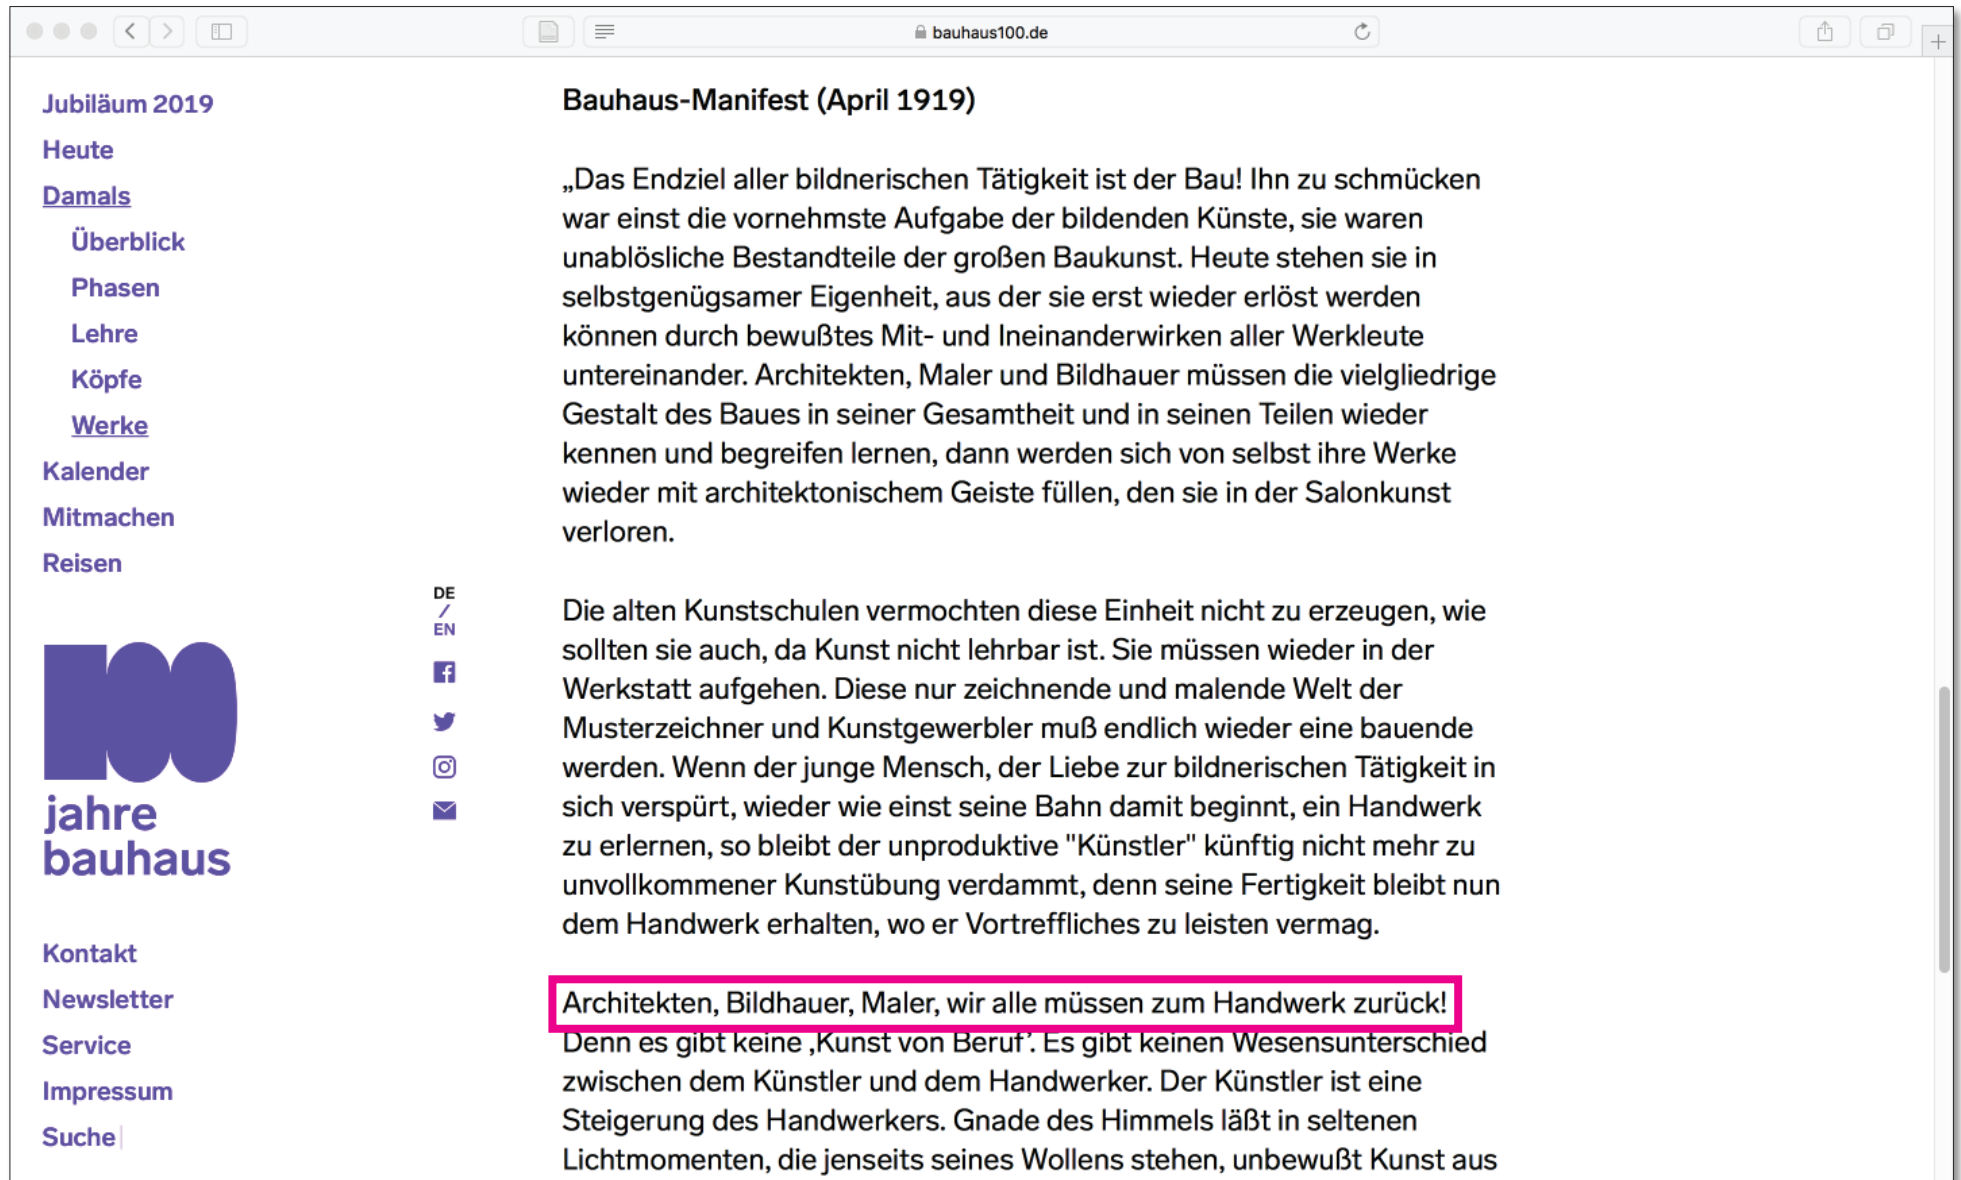 bauhaus100.de
Jubiläum 2019
Heute
Damals
Überblick
Phasen
Lehre
Köpfe
Werke
Kalender
Mitmachen
Reisen
100
jahre
bauhaus
Kontakt
Newsletter
Service
Impressum
Suche
DE
/
EN
Bauhaus-Manifest (April 1919)
„Das Endziel aller bildnerischen Tätigkeit ist der Bau! Ihn zu schmücken
war einst die vornehmste Aufgabe der bildenden Künste, sie waren
unablösliche Bestandteile der großen Baukunst. Heute stehen sie in
selbstgenügsamer Eigenheit, aus der sie erst wieder erlöst werden
können durch bewußtes Mit- und Ineinanderwirken aller Werkleute
untereinander. Architekten, Maler und Bildhauer müssen die vielgliedrige
Gestalt des Baues in seiner Gesamtheit und in seinen Teilen wieder
kennen und begreifen lernen, dann werden sich von selbst ihre Werke
wieder mit architektonischem Geiste füllen, den sie in der Salonkunst
verloren.
Die alten Kunstschulen vermochten diese Einheit nicht zu erzeugen, wie
sollten sie auch, da Kunst nicht lehrbar ist. Sie müssen wieder in der
Werkstatt aufgehen. Diese nur zeichnende und malende Welt der
Musterzeichner und Kunstgewerbler muß endlich wieder eine bauende
werden. Wenn der junge Mensch, der Liebe zur bildnerischen Tätigkeit in
sich verspürt, wieder wie einst seine Bahn damit beginnt, ein Handwerk
zu erlernen, so bleibt der unproduktive "Künstler" künftig nicht mehr zu
unvollkommener Kunstübung verdammt, denn seine Fertigkeit bleibt nun
dem Handwerk erhalten, wo er Vortreffliches zu leisten vermag.
Architekten, Bildhauer, Maler, wir alle müssen zum Handwerk zurück!
Denn es gibt keine ‚Kunst von Beruf‘. Es gibt keinen Wesensunterschied
zwischen dem Künstler und dem Handwerker. Der Künstler ist eine
Steigerung des Handwerkers. Gnade des Himmels läßt in seltenen
Lichtmomenten, die jenseits seines Wollens stehen, unbewußt Kunst aus